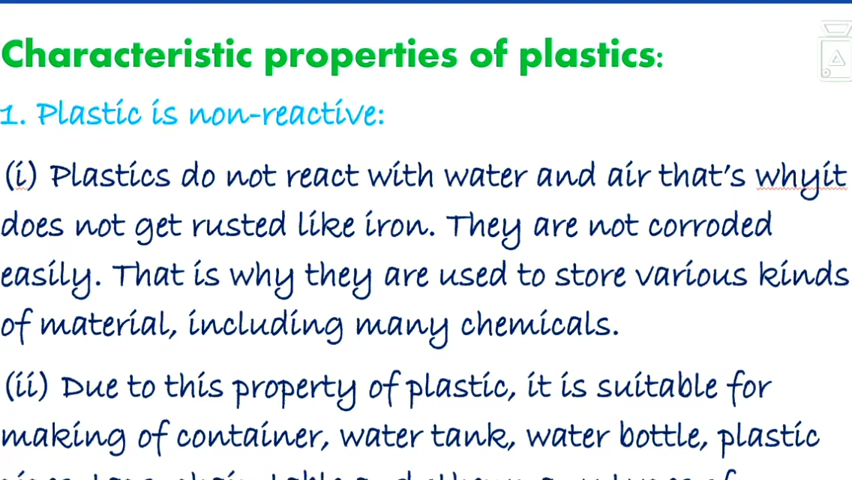 Characteristic properties of plastics:
1. Plastic is non-reactive:
(i) Plastics do not react with water and air that's whyit
does not get rusted like iron. They are not corroded
easily. That is why they are used to store various kinds
of material, including many chemicals.
(ii) Due to this property of plastic, it is suitable for
making of container, water tank, water bottle, plastic